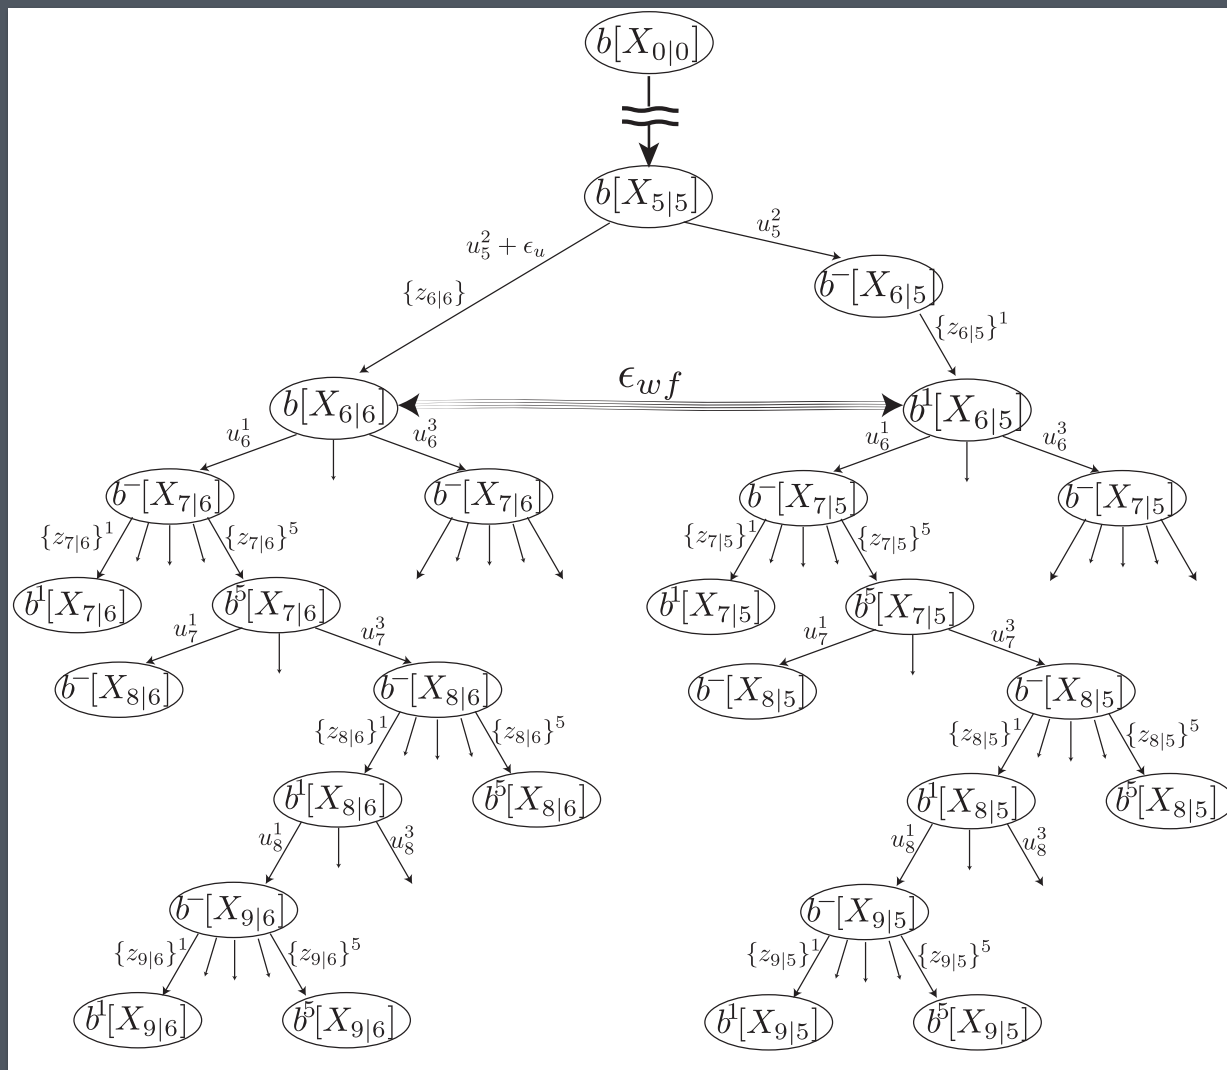 b[X_{0|0}]
b[X_{5|5}]
u_5^2 + ϵ_u
u_5^2
b^-[X_{6|5}]
{z_{6|6}}
{z_{6|5}}^1
ϵ_{wf}
b[X_{6|6}]
b^1[X_{6|5}]
u_6^1 u_6^3 u_6^1 u_6^3
b^-[X_{7|6}] b^-[X_{7|6}] b^-[X_{7|5}] b^-[X_{7|5}]
{z_{7|6}}^1 {z_{7|6}}^5 {z_{7|5}}^1 {z_{7|5}}^5
b^1[X_{7|6}] b^5[X_{7|6}] b^1[X_{7|5}] b^5[X_{7|5}]
u_7^1 u_7^3 u_7^1 u_7^3
b^-[X_{8|6}] b^-[X_{8|6}] b^-[X_{8|5}] b^-[X_{8|5}]
{z_{8|6}}^1 {z_{8|6}}^5 {z_{8|5}}^1 {z_{8|5}}^5
b^1[X_{8|6}] b^5[X_{8|6}] b^1[X_{8|5}] b^5[X_{8|5}]
u_8^1 u_8^3 u_8^1 u_8^3
b^-[X_{9|6}] b^-[X_{9|5}]
{z_{9|6}}^1 {z_{9|6}}^5 {z_{9|5}}^1 {z_{9|5}}^5
b^1[X_{9|6}] b^5[X_{9|6}] b^1[X_{9|5}] b^5[X_{9|5}]